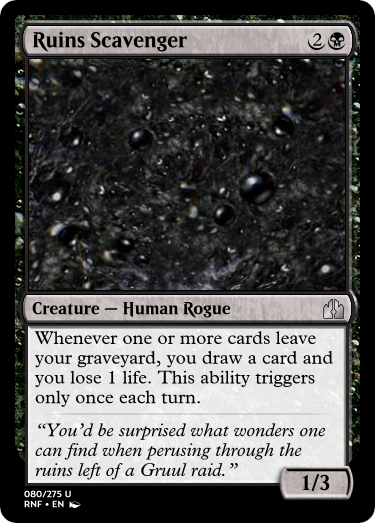 Ruins Scavenger 2
Creature — Human Rogue
Whenever one or more cards leave
your graveyard, you draw a card and
you lose 1 life. This ability triggers
only once each turn.
“You’d be surprised what wonders one
can find when perusing through the
ruins left of a Gruul raid.”
1/3
080/275 U
RNF • EN